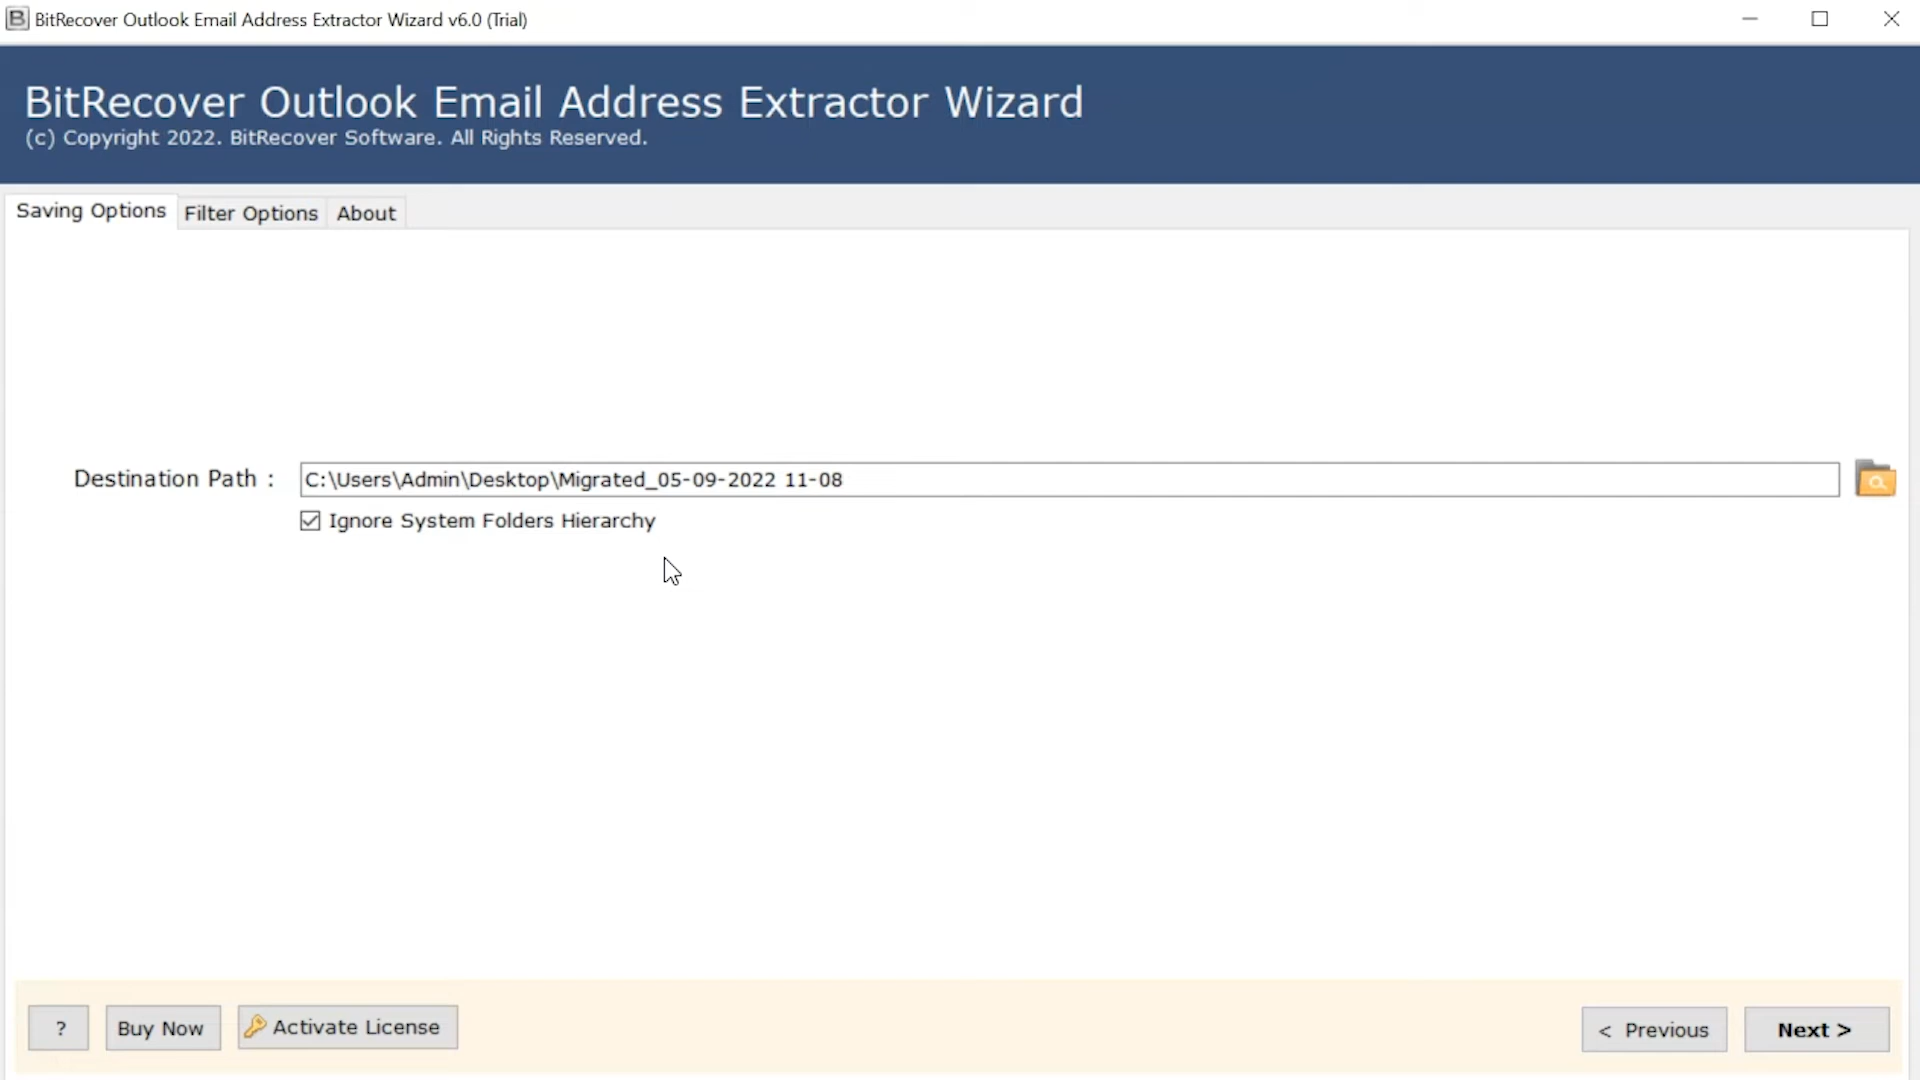 BitRecover Outlook Email Address Extractor Wizard v6.0 (Trial)
BitRecover Outlook Email Address Extractor Wizard
(c) Copyright 2022. BitRecover Software. All Rights Reserved.
Saving Options Filter Options About
Destination Path : C:\Users\Admin\Desktop\Migrated_05-09-2022 11-08
Ignore System Folders Hierarchy
? Buy Now Activate License < Previous Next >